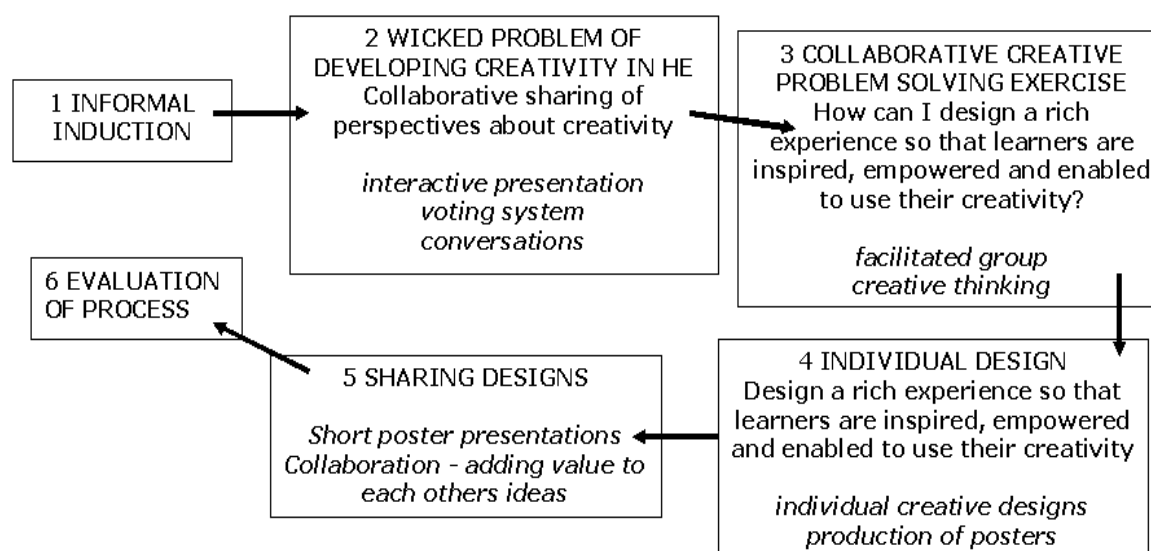 1 INFORMAL
INDUCTION
2 WICKED PROBLEM OF
DEVELOPING CREATIVITY IN HE
Collaborative sharing of
perspectives about creativity
interactive presentation
voting system
conversations
3 COLLABORATIVE CREATIVE
PROBLEM SOLVING EXERCISE
How can I design a rich
experience so that learners are
inspired, empowered and enabled
to use their creativity?
facilitated group
creative thinking
4 INDIVIDUAL DESIGN
Design a rich experience so that
learners are inspired, empowered
and enabled to use their creativity
individual creative designs
production of posters
5 SHARING DESIGNS
Short poster presentations
Collaboration - adding value to
each others ideas
6 EVALUATION
OF PROCESS